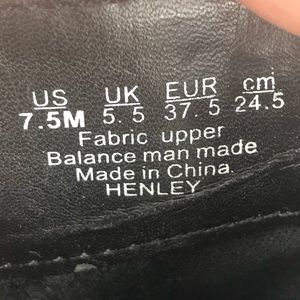 US UK EUR cm
7.5M 5.5 37.5 24.5
Fabric upper
Balance man made
Made in China
HENLEY